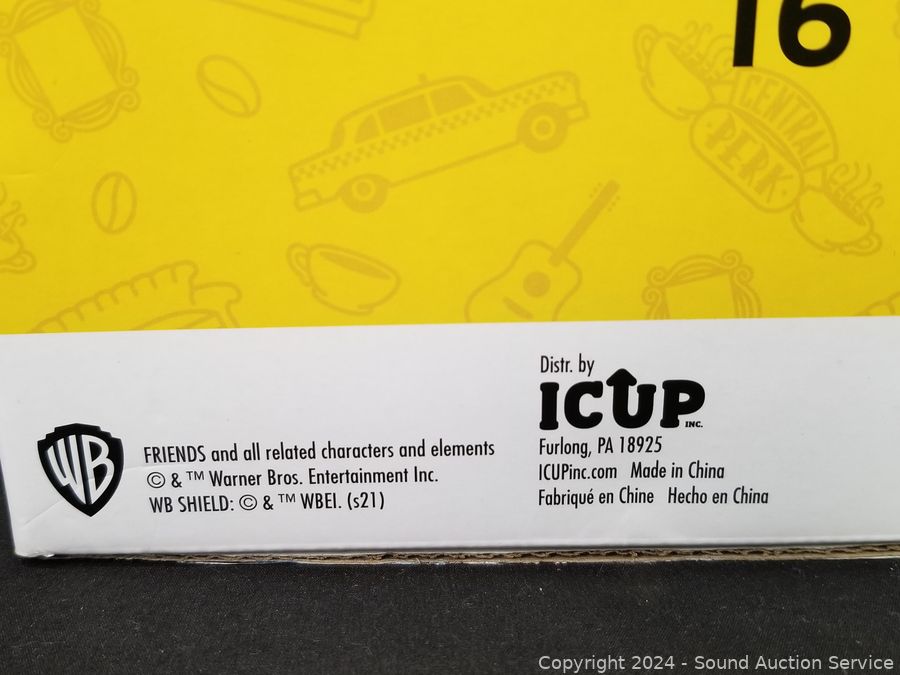 16
CENTRAL
PERK
WB
FRIENDS and all related characters and elements
© & ™ Warner Bros. Entertainment Inc.
WB SHIELD: © & ™ WBEI. (s21)
Distr. by
ICUP INC.
Furlong, PA 18925
ICUPinc.com Made in China
Fabriqué en Chine Hecho en China
Copyright © 2024 - Sound Auction Service